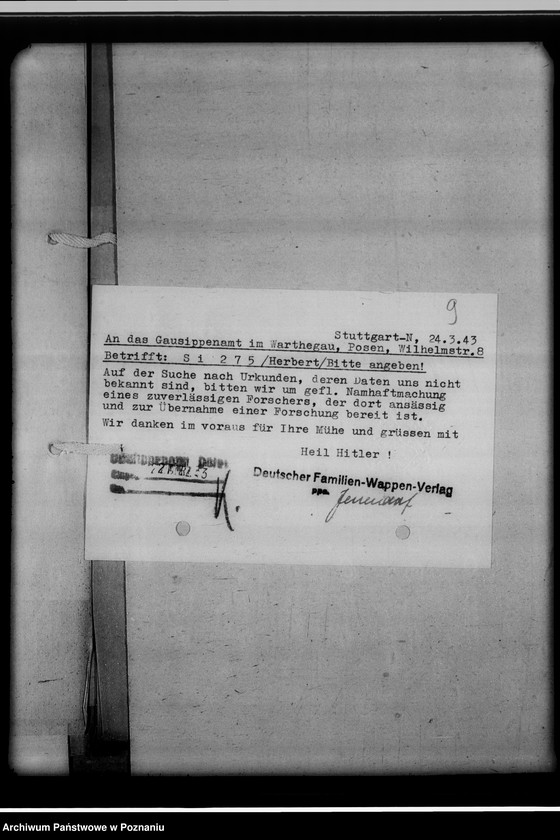 9
Stuttgart-N, 24.3.43
An das Gausippenamt im Warthegau, Posen, Wilhelmstr.8
Betrifft: S i 2 7 5 /Herbert/Bitte angeben!
Auf der Suche nach Urkunden, deren Daten uns nicht
bekannt sind, bitten wir um gefl. Namhaftmachung
eines zuverlässigen Forschers, der dort ansässig
und zur Übernahme einer Forschung bereit ist.
Wir danken im voraus für Ihre Mühe und grüssen mit
Heil Hitler !
Deutscher Familien-Wappen-Verlag
ppa.
Archiwum Państwowe w Poznaniu